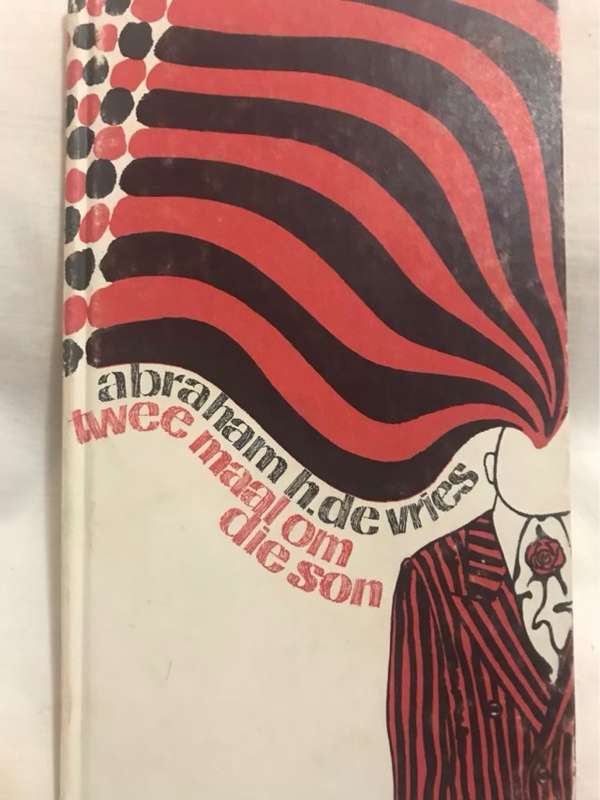 abraham h.de vries
twee maal om
die son